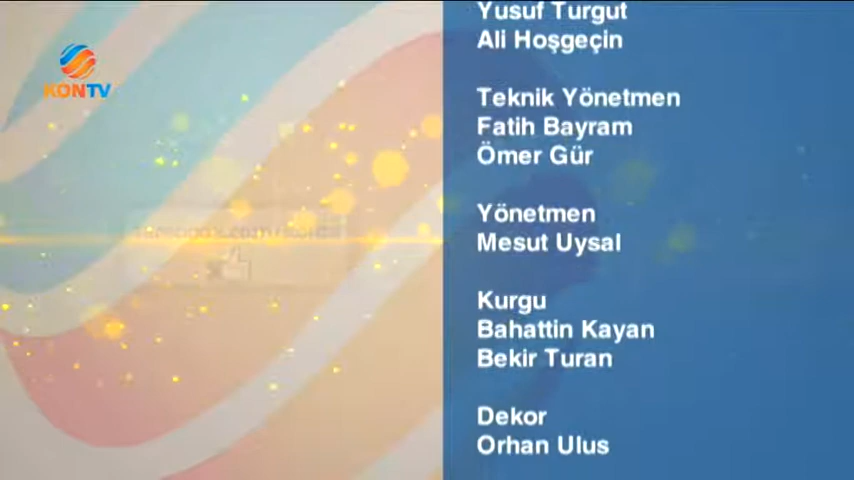 KONTV
Yusuf Turgut
Ali Hoşgeçin
Teknik Yönetmen
Fatih Bayram
Ömer Gür
Yönetmen
Mesut Uysal
Kurgu
Bahattin Kayan
Bekir Turan
Dekor
Orhan Ulus